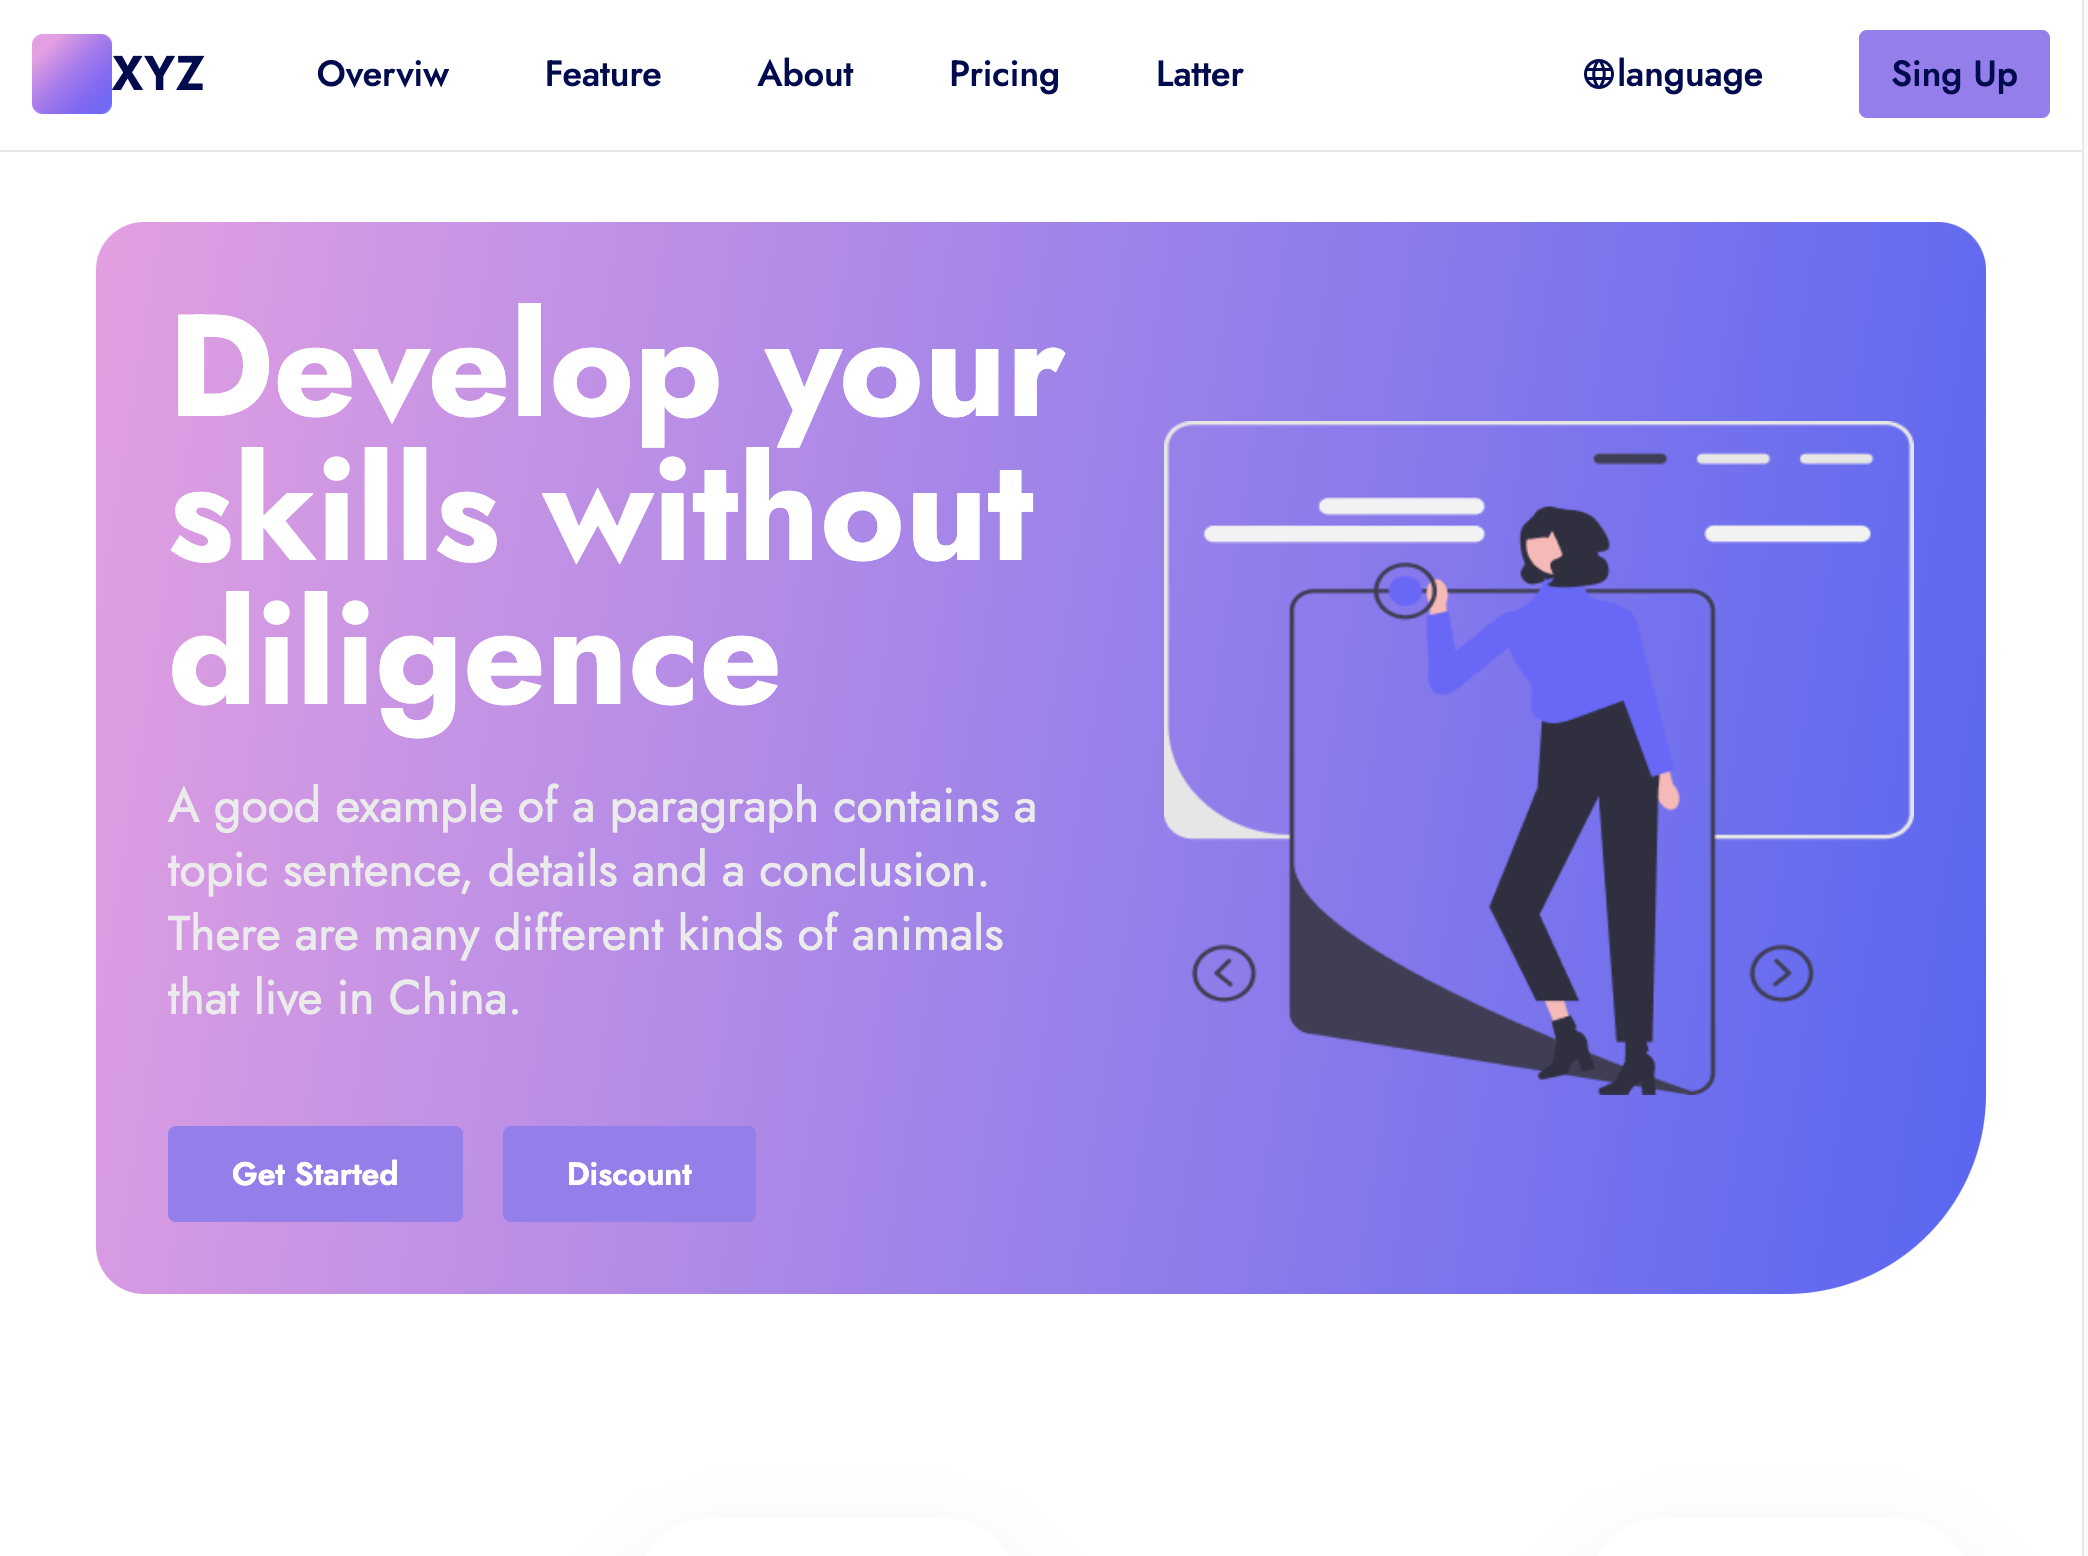 XYZ
Overviw
Feature
About
Pricing
Latter
language
Sing Up
Develop your
skills without
diligence
A good example of a paragraph contains a
topic sentence, details and a conclusion.
There are many different kinds of animals
that live in China.
Get Started
Discount